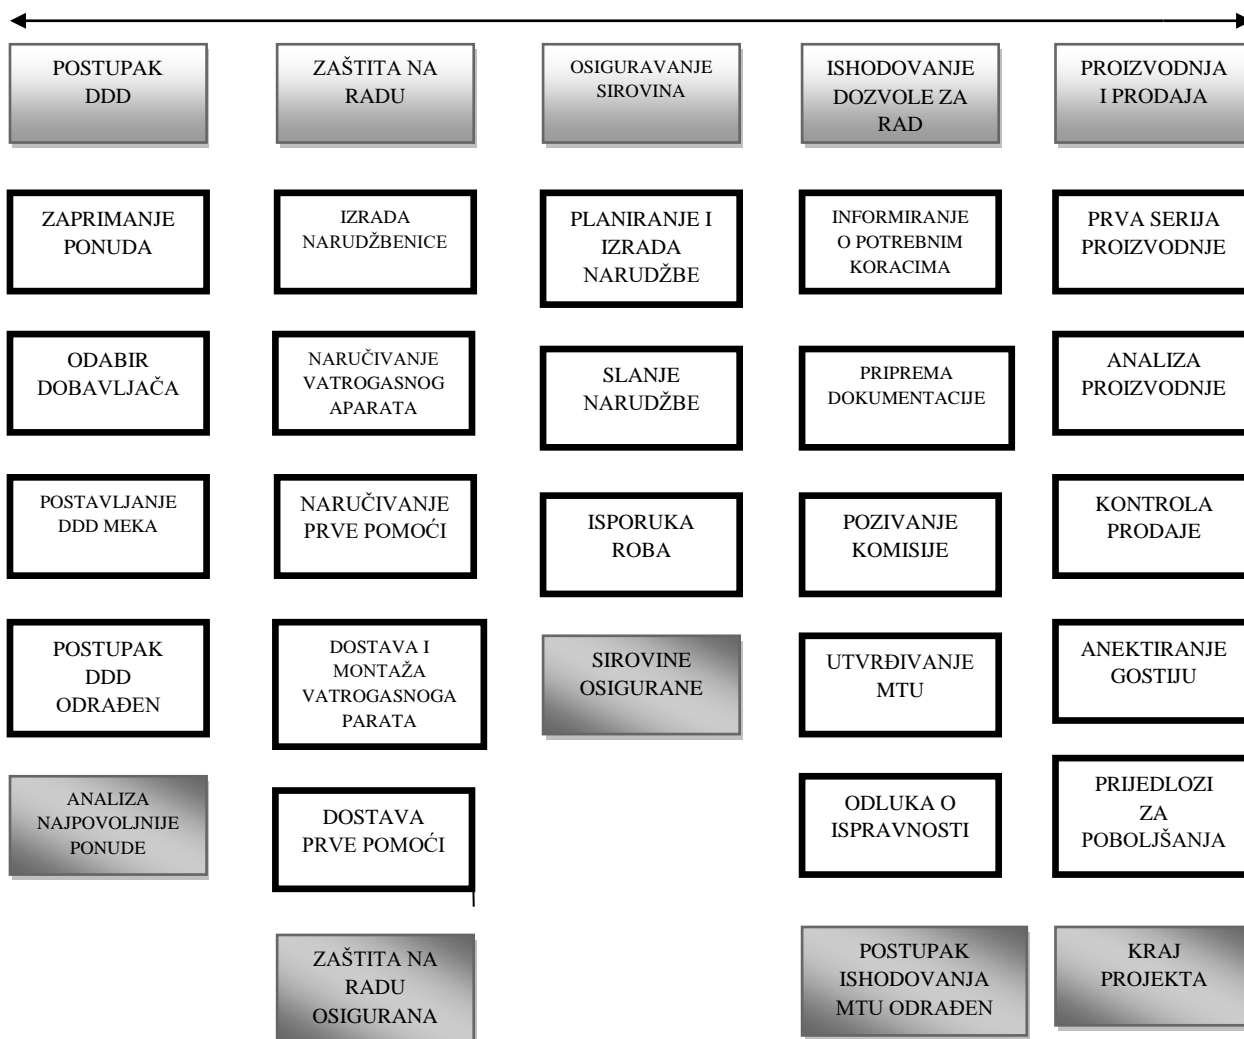 POSTUPAK
DDD
ZAŠTITA NA
RADU
OSIGURAVANJE
SIROVINA
ISHODOVANJE
DOZVOLE ZA
RAD
PROIZVODNJA
I PRODAJA
ZAPRIMANJE
PONUDA
IZRADA
NARUDŽBENICE
PLANIRANJE I
IZRADA
NARUDŽBE
INFORMIRANJE
O POTREBNIM
KORACIMA
PRVA SERIJA
PROIZVODNJE
ODABIR
DOBAVLJAČA
NARUČIVANJE
VATROGASNOG
APARATA
SLANJE
NARUDŽBE
PRIPREMA
DOKUMENTACIJE
ANALIZA
PROIZVODNJE
POSTAVLJANJE
DDD MEKA
NARUČIVANJE
PRVE POMOĆI
ISPORUKA
ROBA
POZIVANJE
KOMISIJE
KONTROLA
PRODAJE
POSTUPAK
DDD
ODRAĐEN
DOSTAVA I
MONTAŽA
VATROGASNOGA
PARATA
SIROVINE
OSIGURANE
UTVRĐIVANJE
MTU
ANEKTIRANJE
GOSTIJU
ANALIZA
NAJPOVOLJNIJE
PONUDE
DOSTAVA
PRVE POMOĆI
ODLUKA O
ISPRAVNOSTI
PRIJEDLOZI
ZA
POBOLJŠANJA
ZAŠTITA NA
RADU
OSIGURANA
POSTUPAK
ISHODOVANJA
MTU ODRAĐEN
KRAJ
PROJEKTA